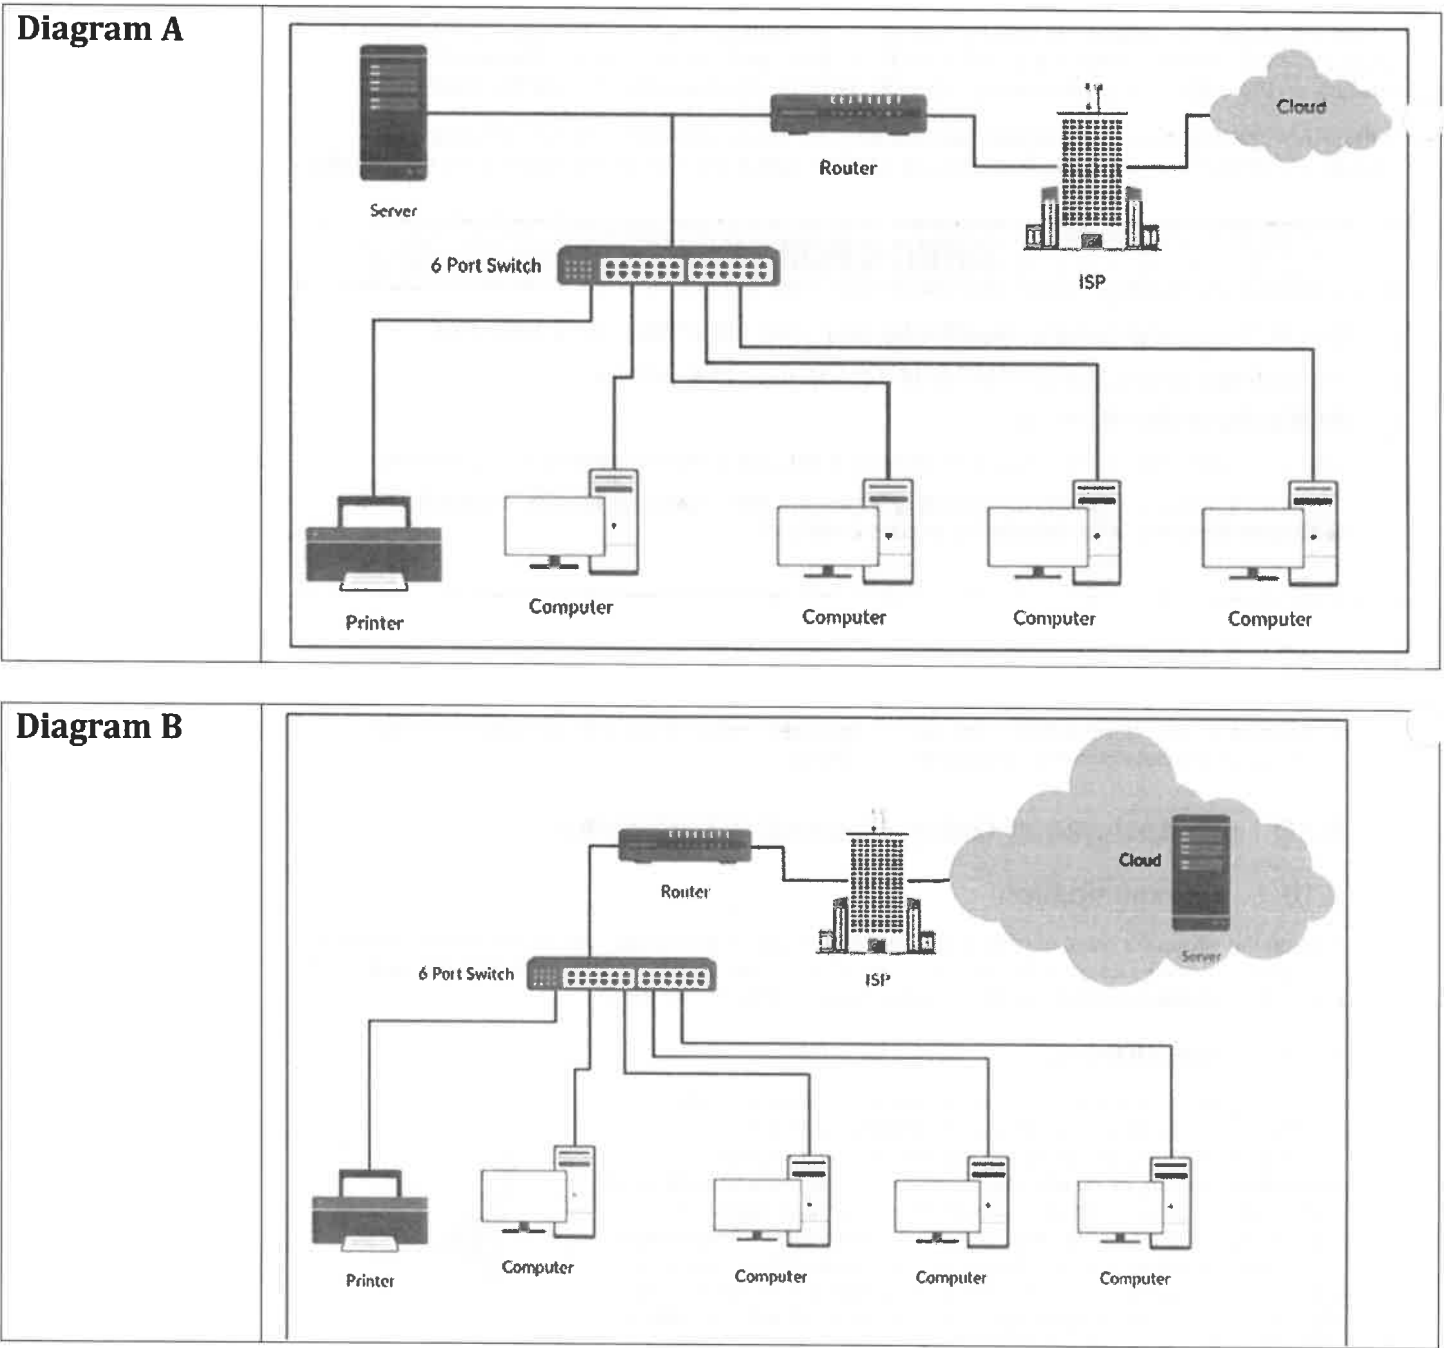 Diagram A
Cloud
Router
Server
6 Port Switch
ISP
Computer
Printer
Computer
Computer
Computer
Diagram B
Cloud
Router
Server
6 Port Switch
ISP
Computer
Printer
Computer
Computer
Computer